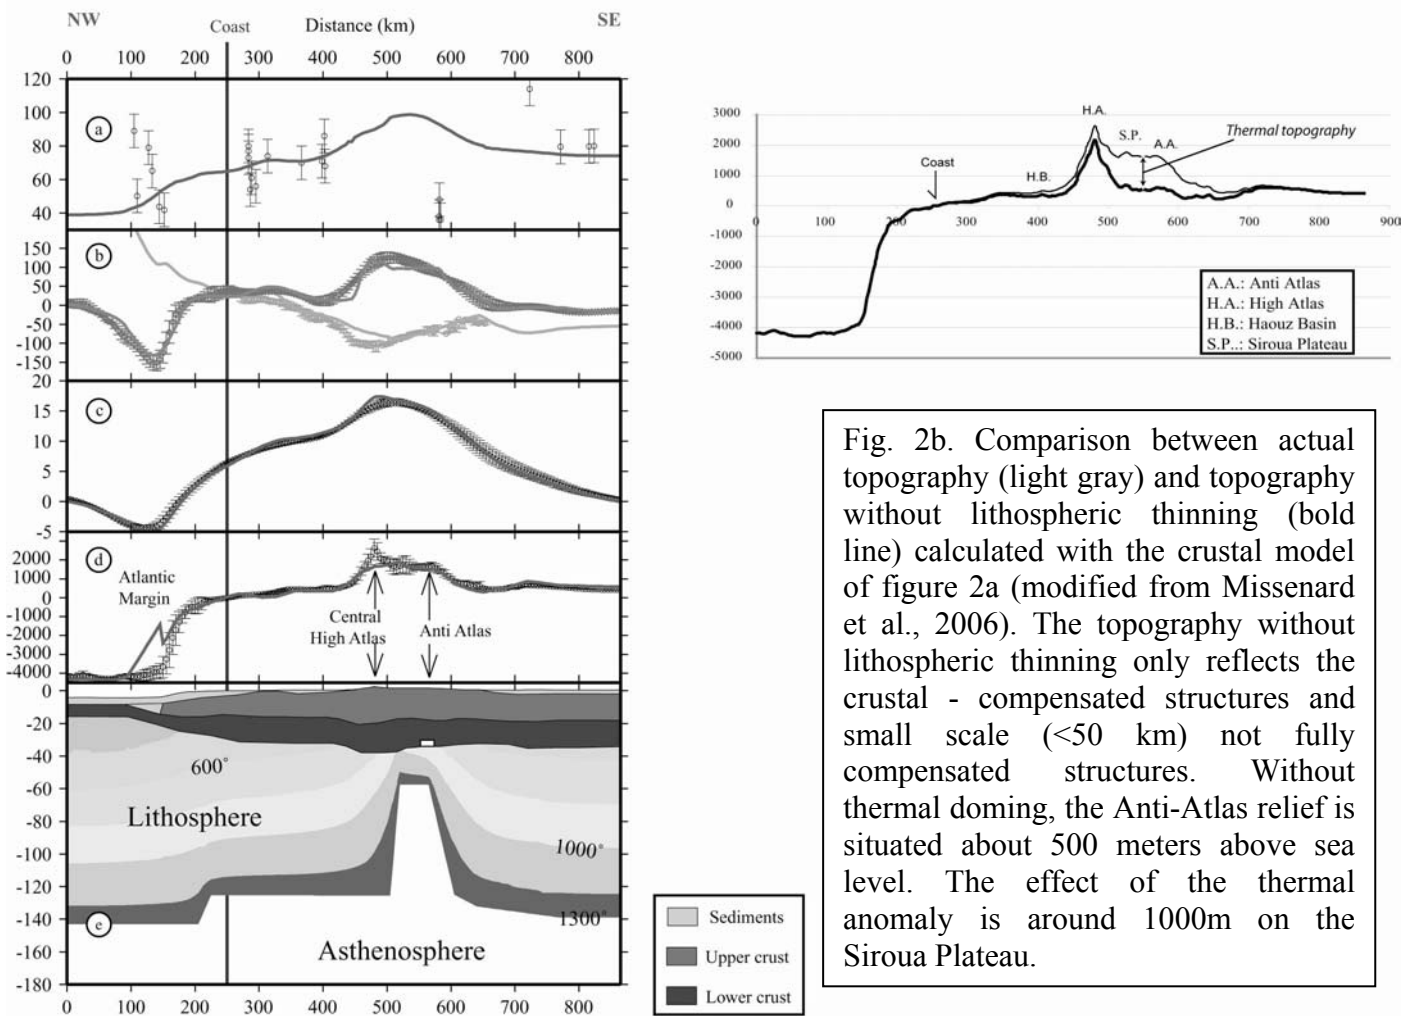 NW
Coast
Distance (km)
SE
0 100 200 300 400 500 600 700 800
120
100
80
60
40
a
150
100
50
0
-50
-100
-150
b
20
15
10
5
0
-5
c
2000
1000
0
-1000
-2000
-3000
-4000
d
Atlantic
Margin
Central
High Atlas
Anti Atlas
0
-20
-40
-60
-80
-100
-120
-140
-160
-180
600°
Lithosphere
1000°
1300°
e
Asthenosphere
0 100 200 300 400 500 600 700 800
Sediments
Upper crust
Lower crust
3000
2000
1000
0
-1000
-2000
-3000
-4000
-5000
H.A.
S.P.
A.A.
Thermal topography
Coast
H.B.
0 100 200 300 400 500 600 700 800 900
A.A.: Anti Atlas
H.A.: High Atlas
H.B.: Haouz Basin
S.P..: Siroua Plateau
Fig. 2b. Comparison between actual
topography (light gray) and topography
without lithospheric thinning (bold
line) calculated with the crustal model
of figure 2a (modified from Missenard
et al., 2006). The topography without
lithospheric thinning only reflects the
crustal - compensated structures and
small scale (<50 km) not fully
compensated structures. Without
thermal doming, the Anti-Atlas relief is
situated about 500 meters above sea
level. The effect of the thermal
anomaly is around 1000m on the
Siroua Plateau.